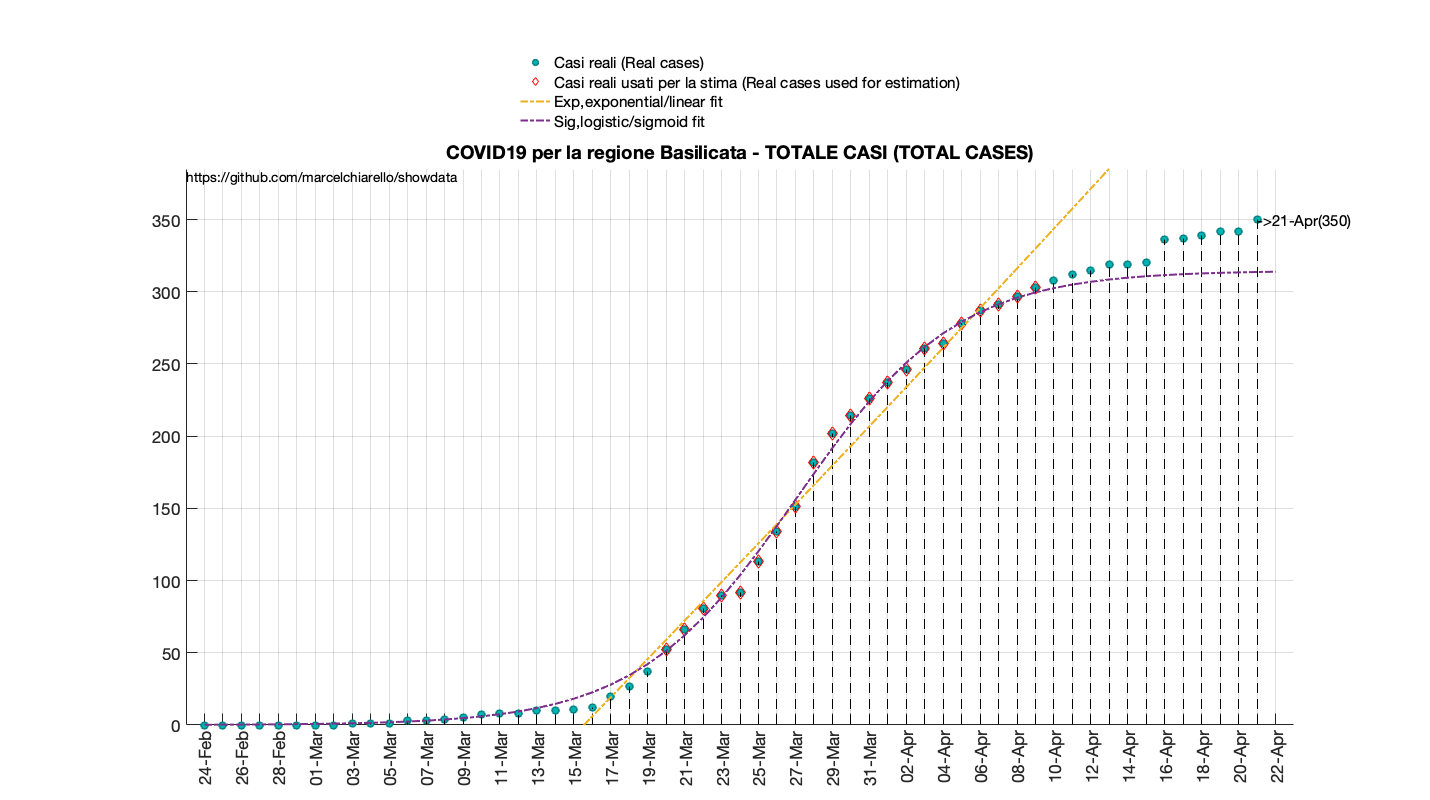 Casi reali (Real cases)
Casi reali usati per la stima (Real cases used for estimation)
Exp,exponential/linear fit
Sig,logistic/sigmoid fit
COVID19 per la regione Basilicata - TOTALE CASI (TOTAL CASES)
https://github.com/marcelchiarello/showdata
350
->21-Apr(350)
300
250
200
150
100
50
0
24-Feb
26-Feb
28-Feb
01-Mar
03-Mar
05-Mar
07-Mar
09-Mar
11-Mar
13-Mar
15-Mar
17-Mar
19-Mar
21-Mar
23-Mar
25-Mar
27-Mar
29-Mar
31-Mar
02-Apr
04-Apr
06-Apr
08-Apr
10-Apr
12-Apr
14-Apr
16-Apr
18-Apr
20-Apr
22-Apr